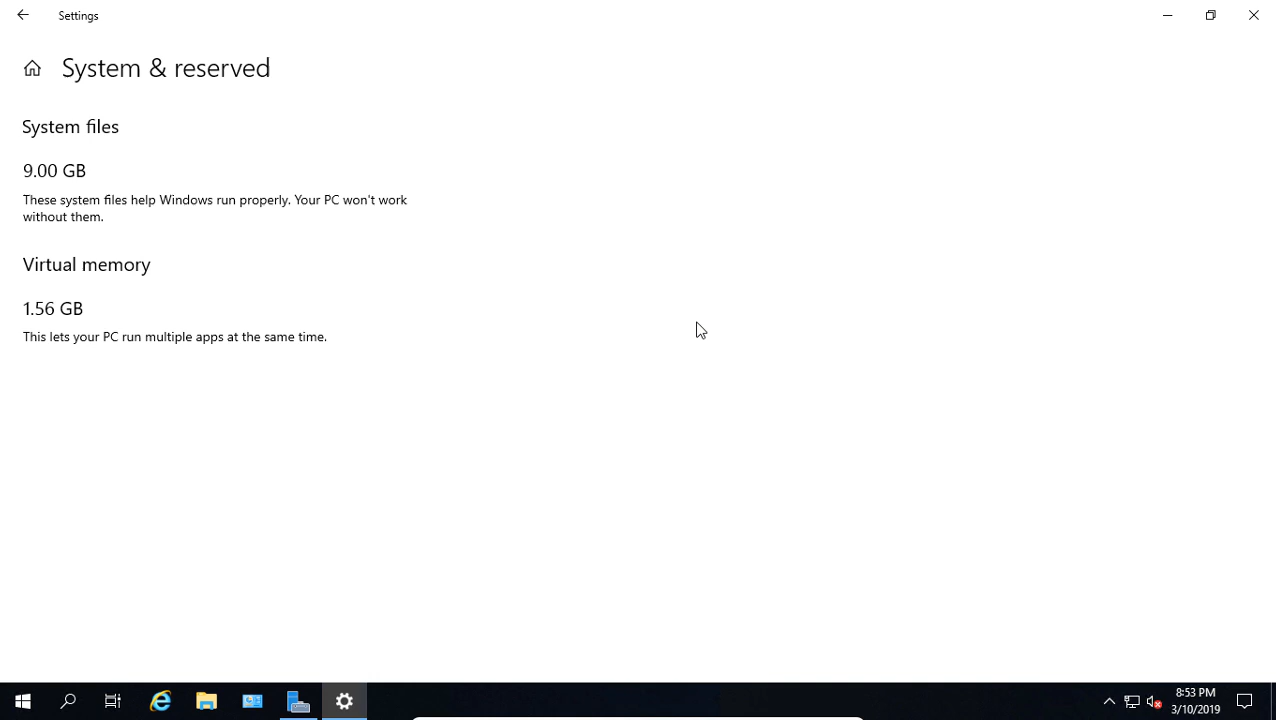 Settings
System & reserved
System files
9.00 GB
These system files help Windows run properly. Your PC won't work
without them.
Virtual memory
1.56 GB
This lets your PC run multiple apps at the same time.
8:53 PM
3/10/2019